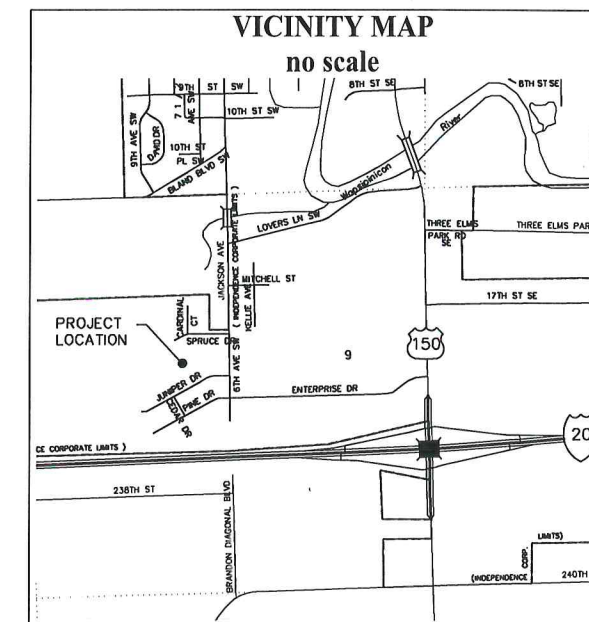 VICINITY MAP
no scale
9TH ST SW
8TH ST SE
8TH ST SE
7
AVE SW
10TH ST SW
9TH AVE SW
DAVID DR
10TH ST
PL SW
BLAND BLVD SW
Wapsipinicon
River
LOVERS LN SW
THREE ELMS
PARK RD
SE
THREE ELMS PAR
JACKSON AVE
6TH AVE SW ( INDEPENDENCE CORPORATE LIMITS )
MITCHELL ST
KELLIE AVE
17TH ST SE
CARDINAL
CT
PROJECT
LOCATION
SPRUCE DR
9
150
JUNIPER DR
ENTERPRISE DR
PINE DR
CEDAR DR
20
CE CORPORATE LIMITS )
238TH ST
BRANDON DIAGONAL BLVD
LIMITS)
CORP.
(INDEPENDENCE
240TH